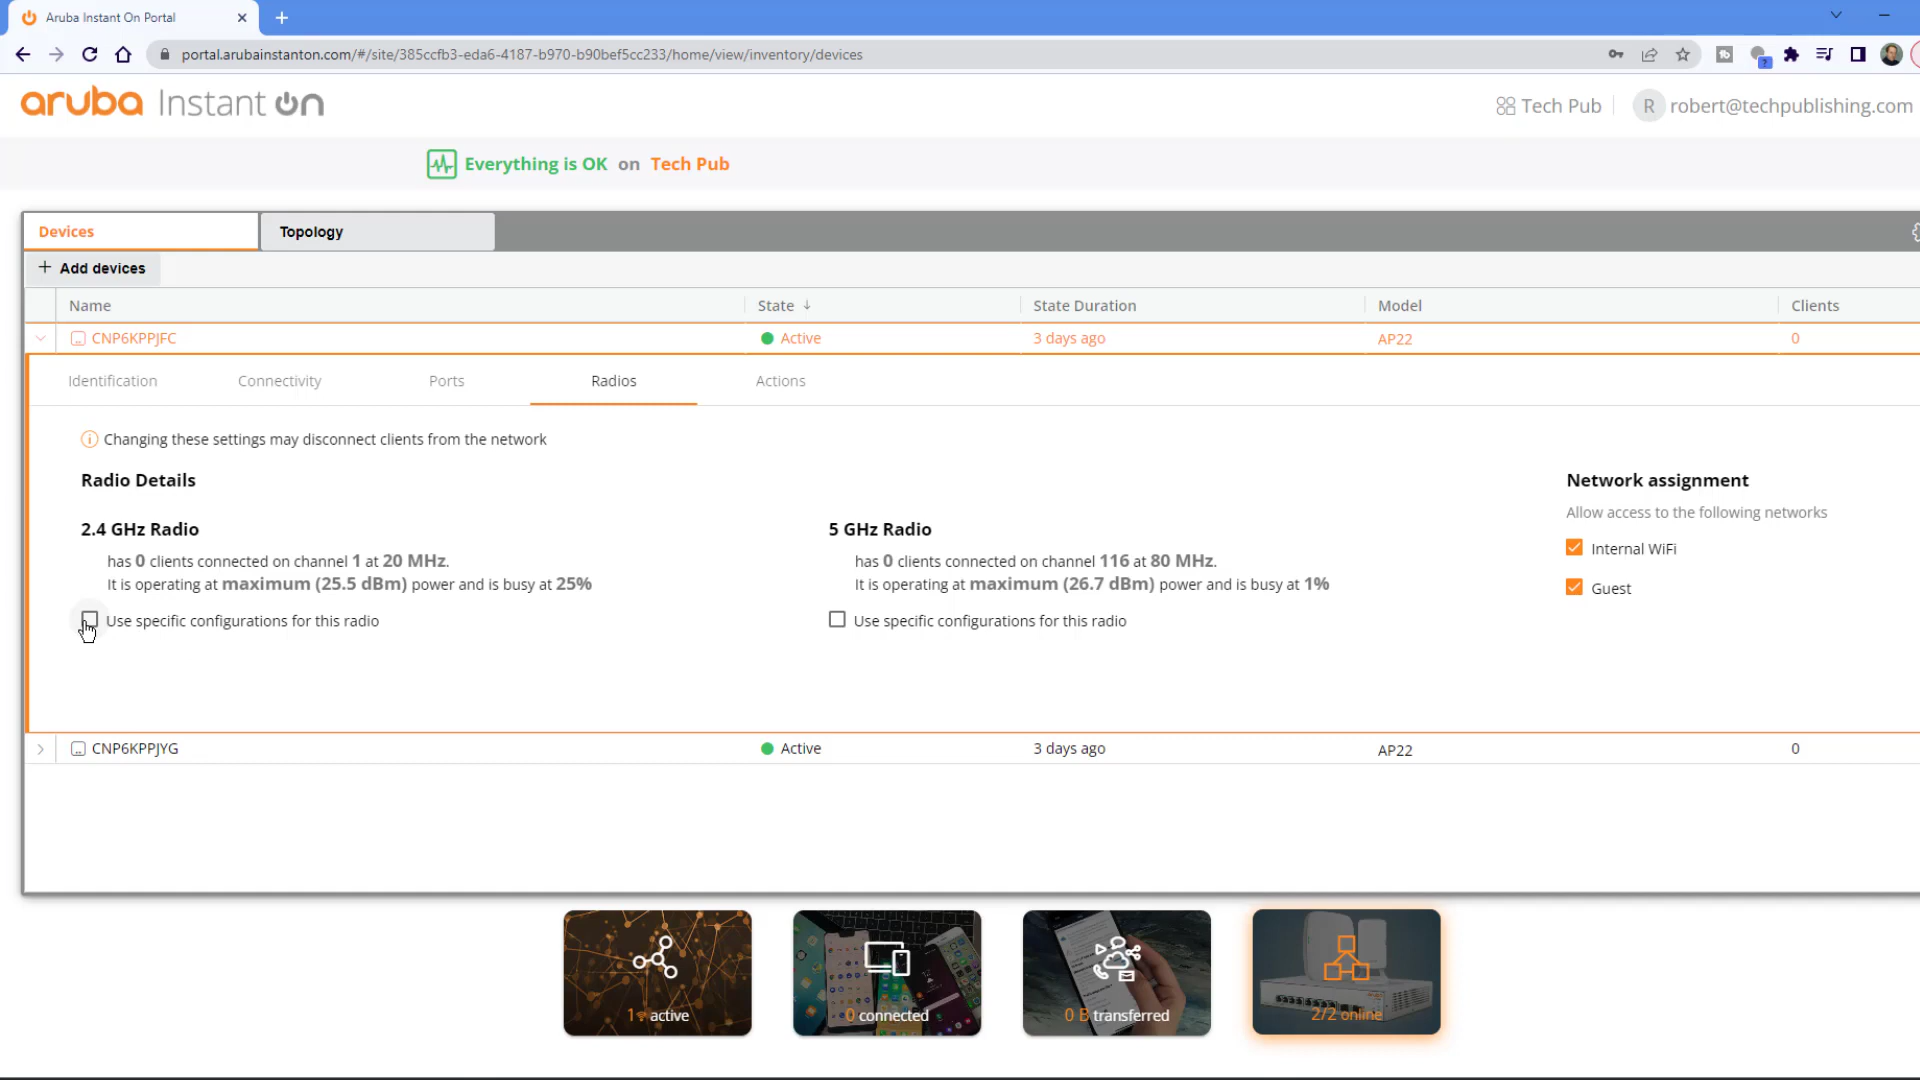 Aruba Instant On Portal
portal.arubainstanton.com/#/site/385ccfb3-eda6-4187-b970-b90bef5cc233/home/view/inventory/devices
aruba Instant On
Tech Pub
R robert@techpublishing.com
Everything is OK on Tech Pub
Devices
Topology
+ Add devices
Name State ↓ State Duration Model Clients
CNP6KPPJFC Active 3 days ago AP22 0
Identification Connectivity Ports Radios Actions
Changing these settings may disconnect clients from the network
Radio Details
Network assignment
Allow access to the following networks
2.4 GHz Radio
5 GHz Radio
Internal WiFi
has 0 clients connected on channel 1 at 20 MHz.
has 0 clients connected on channel 116 at 80 MHz.
It is operating at maximum (25.5 dBm) power and is busy at 25%
It is operating at maximum (26.7 dBm) power and is busy at 1%
Guest
Use specific configurations for this radio
Use specific configurations for this radio
CNP6KPPJYG Active 3 days ago AP22 0
1 active
0 connected
0 B transferred
2/2 online